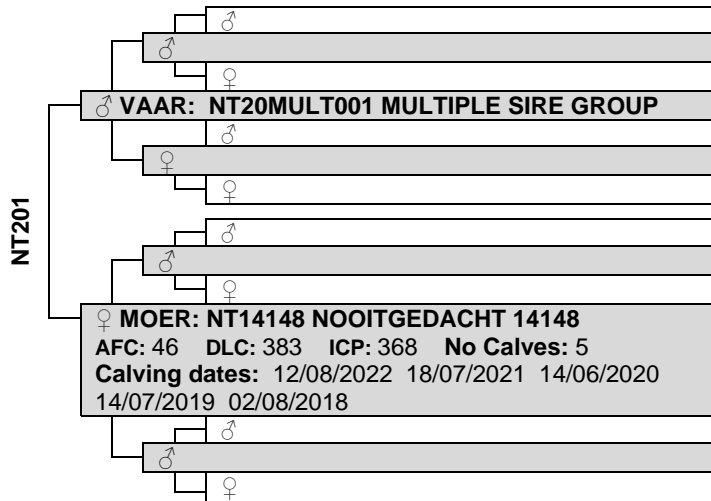 ♂
♂
♀
♂ VAAR: NT20MULT001 MULTIPLE SIRE GROUP
♂
♀
♀
NT201
♂
♂
♀
♀ MOER: NT14148 NOOITGEDACHT 14148
AFC: 46 DLC: 383 ICP: 368 No Calves: 5
Calving dates: 12/08/2022 18/07/2021 14/06/2020
14/07/2019 02/08/2018
♂
♂
♀